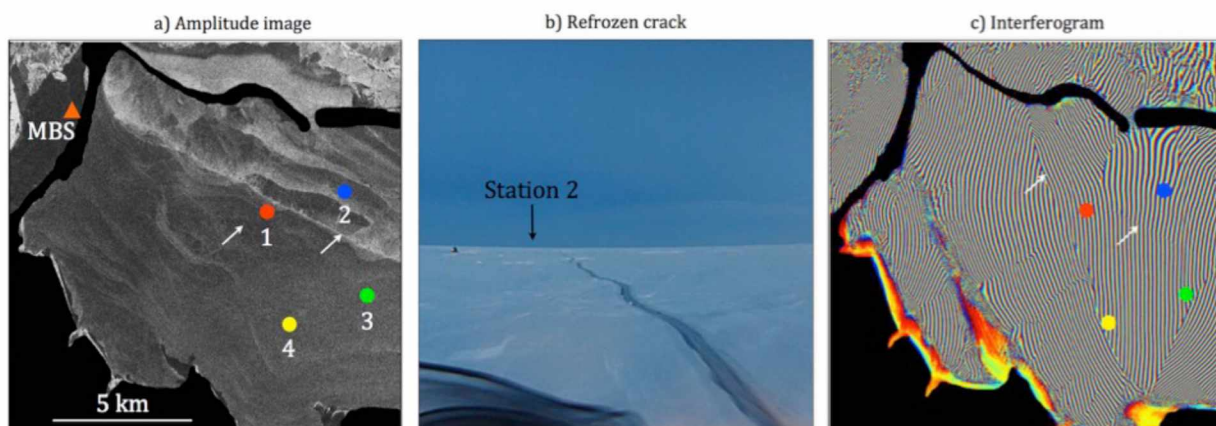 a) Amplitude image
b) Refrozen crack
c) Interferogram
MBS
Station 2
2
1
3
4
5 km